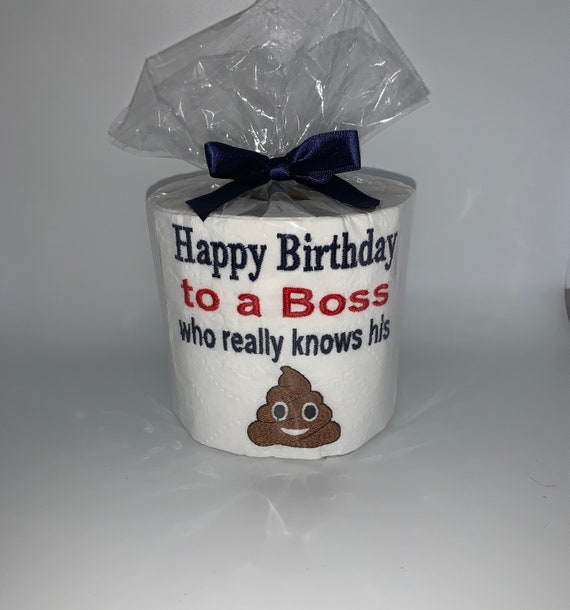 Happy Birthday
to a Boss
who really knows his